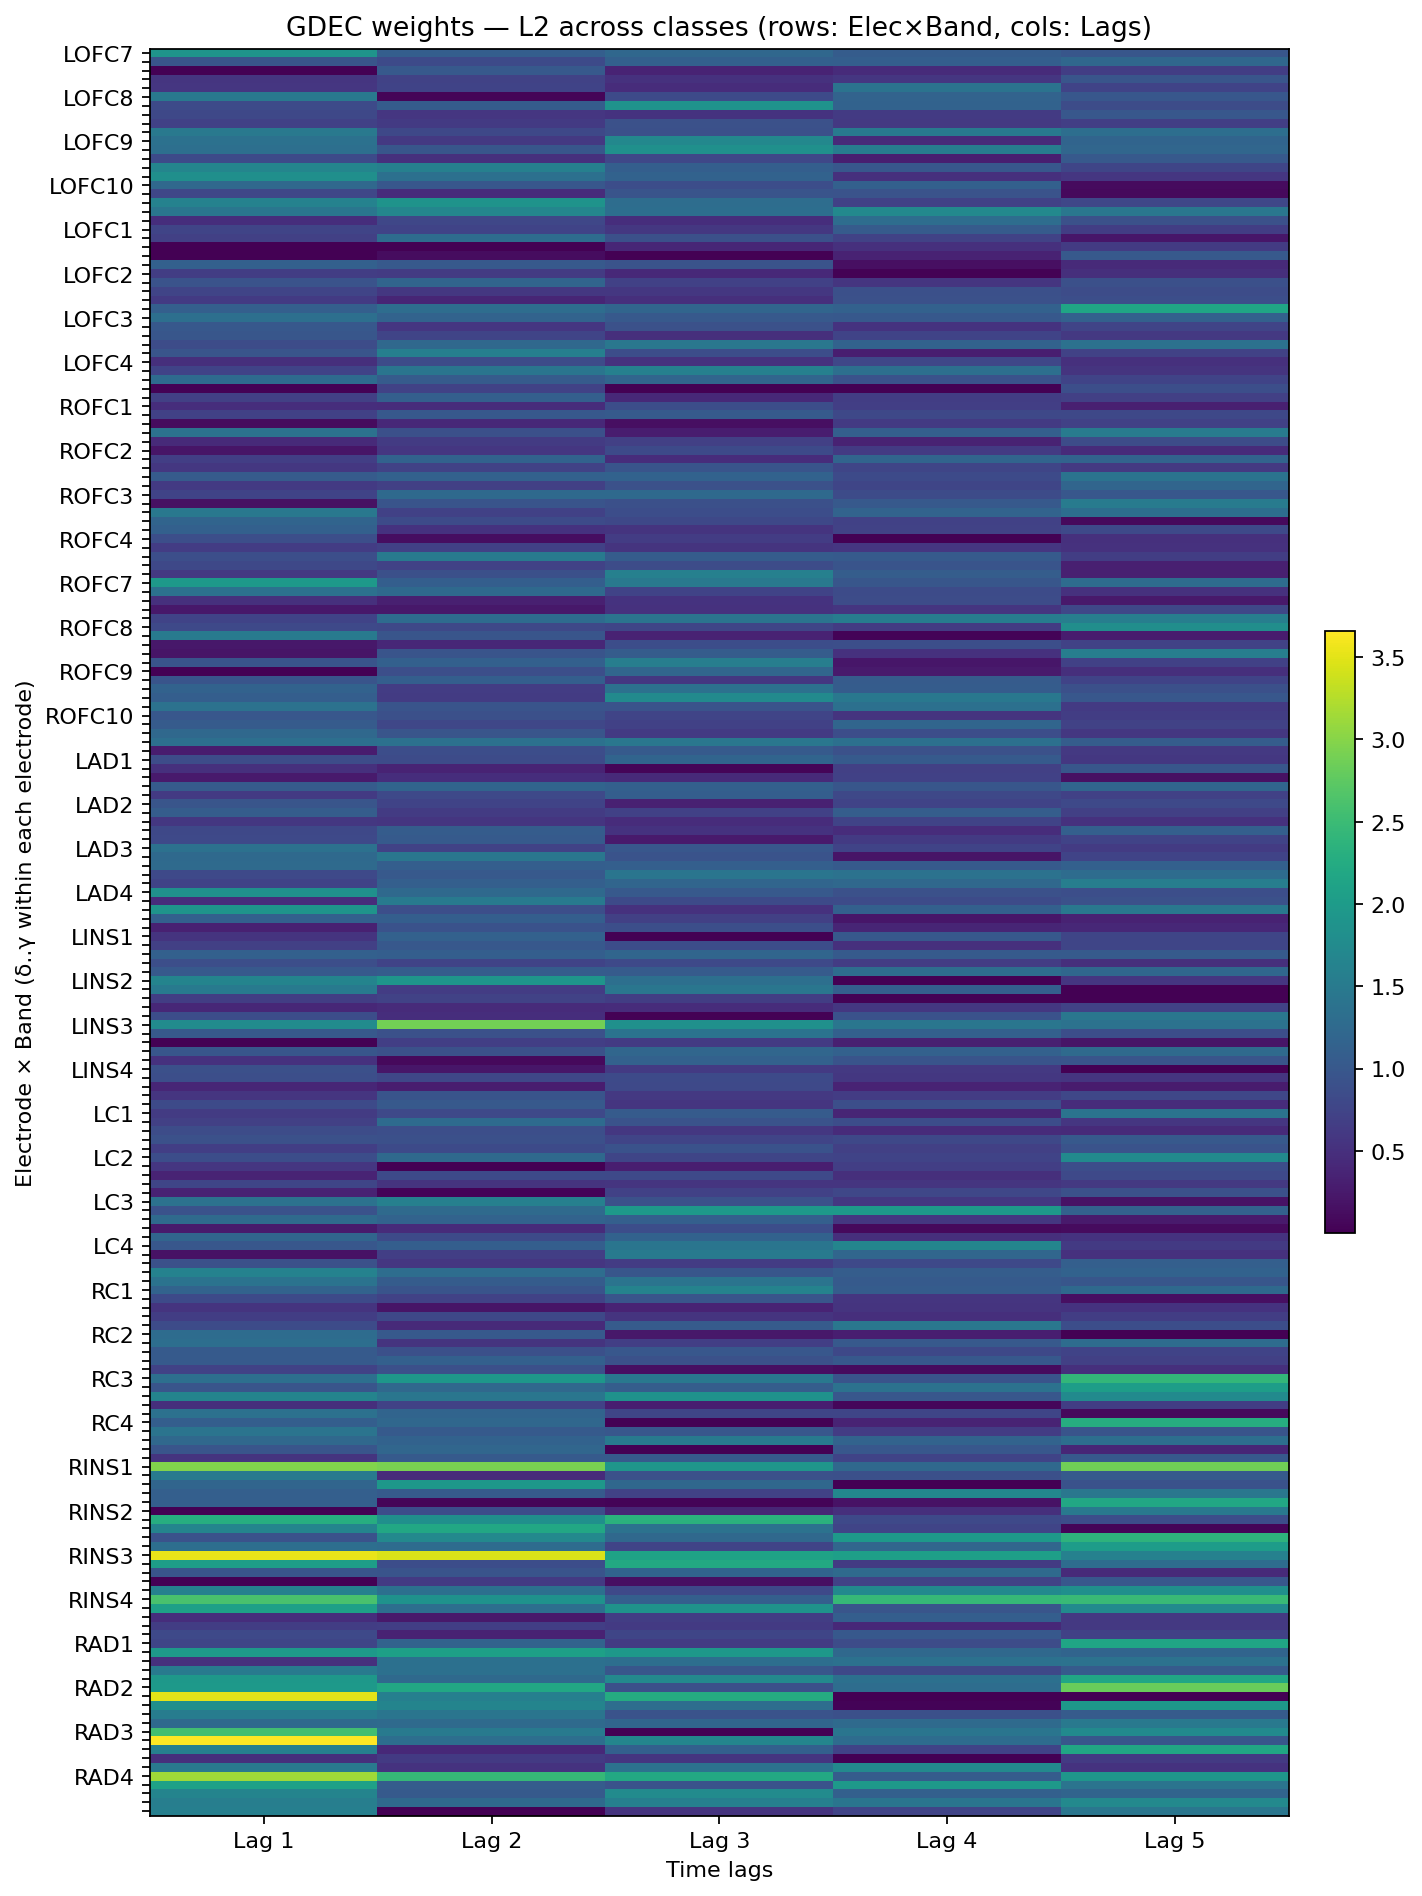 GDEC weights — L2 across classes (rows: Elec×Band, cols: Lags)
LOFC7
LOFC8
LOFC9
LOFC10
LOFC1
LOFC2
LOFC3
LOFC4
ROFC1
ROFC2
ROFC3
ROFC4
ROFC7
ROFC8
ROFC9
ROFC10
LAD1
LAD2
LAD3
LAD4
LINS1
LINS2
LINS3
LINS4
LC1
LC2
LC3
LC4
RC1
RC2
RC3
RC4
RINS1
RINS2
RINS3
RINS4
RAD1
RAD2
RAD3
RAD4
Electrode × Band (δ..γ within each electrode)
Lag 1
Lag 2
Lag 3
Lag 4
Lag 5
Time lags
3.5
3.0
2.5
2.0
1.5
1.0
0.5